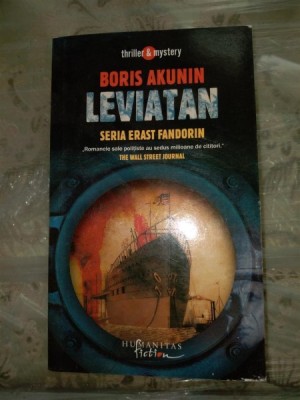 thriller & mystery
BORIS AKUNIN
LEVIATAN
SERIA ERAST FANDORIN
„Romanele sale polițiste au sedus milioane de cititori."
THE WALL STREET JOURNAL
HUMANITAS
fiction